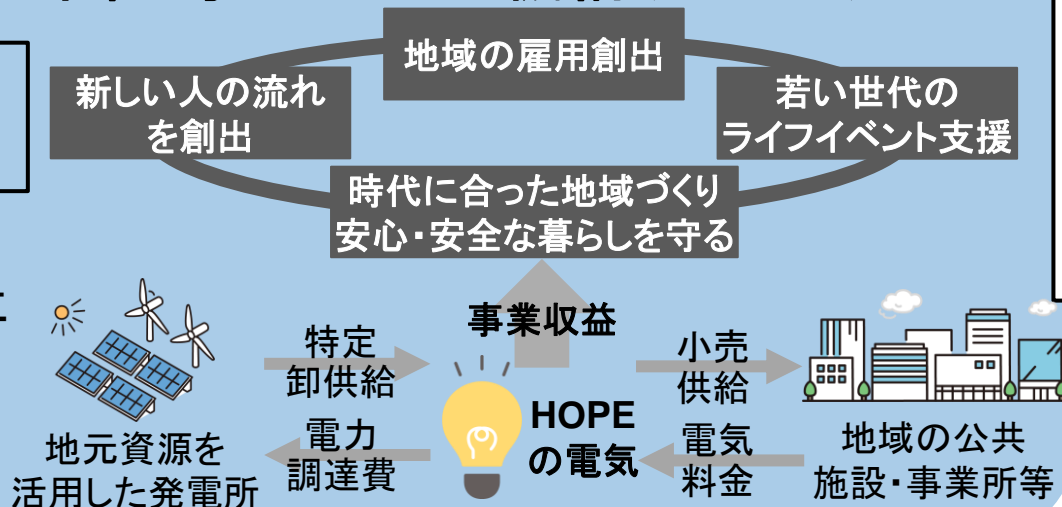 地域の雇用創出
新しい人の流れ
を創出
若い世代の
ライフイベント支援
時代に合った地域づくり
安心・安全な暮らしを守る
事業収益
特定
卸供給
小売
供給
HOPE
の電気
電力
調達費
電気
料金
地元資源を
活用した発電所
地域の公共
施設・事業所等